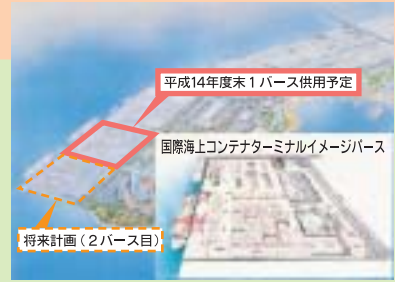 平成14年度末1バース供用予定
国際海上コンテナターミナルイメージパース
将来計画(2バース目)